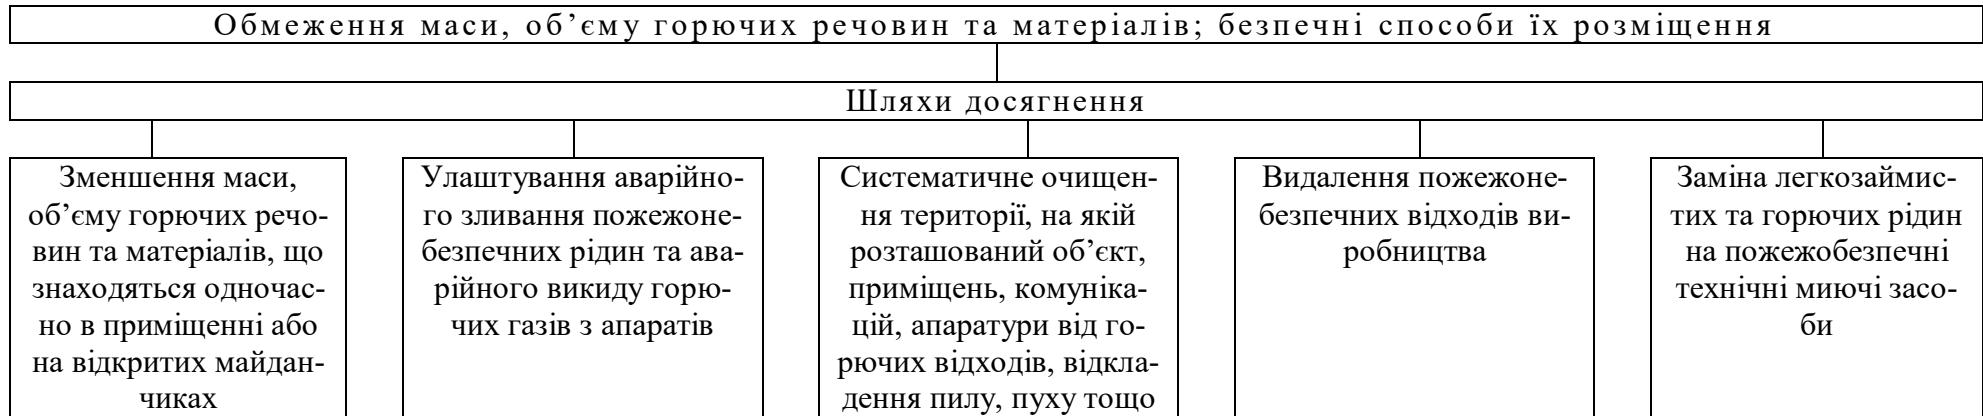 Обмеження маси, об’єму горючих речовин та матеріалів; безпечні способи їх розміщення
Шляхи досягнення
Зменшення маси,
об’єму горючих речо-
вин та матеріалів, що
знаходяться одночас-
но в приміщенні або
на відкритих майдан-
чиках
Улаштування аварійно-
го зливання пожежоне-
безпечних рідин та ава-
рійного викиду горю-
чих газів з апаратів
Систематичне очищен-
ня території, на якій
розташований об’єкт,
приміщень, комуніка-
цій, апаратури від го-
рючих відходів, відкла-
дення пилу, пуху тощо
Видалення пожежоне-
безпечних відходів ви-
робництва
Заміна легкозаймис-
тих та горючих рідин
на пожежобезпечні
технічні миючі засо-
би